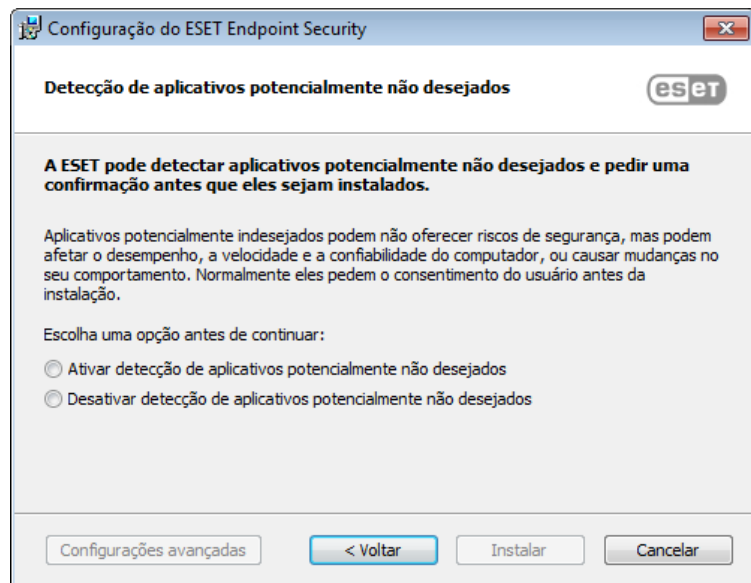 Configuração do ESET Endpoint Security
Detecção de aplicativos potencialmente não desejados
eseT
A ESET pode detectar aplicativos potencialmente não desejados e pedir uma
confirmação antes que eles sejam instalados.
Aplicativos potencialmente indesejados podem não oferecer riscos de segurança, mas podem
afetar o desempenho, a velocidade e a confiabilidade do computador, ou causar mudanças no
seu comportamento. Normalmente eles pedem o consentimento do usuário antes da
instalação.
Escolha uma opção antes de continuar:
Ativar detecção de aplicativos potencialmente não desejados
Desativar detecção de aplicativos potencialmente não desejados
Configurações avançadas
< Voltar
Instalar
Cancelar